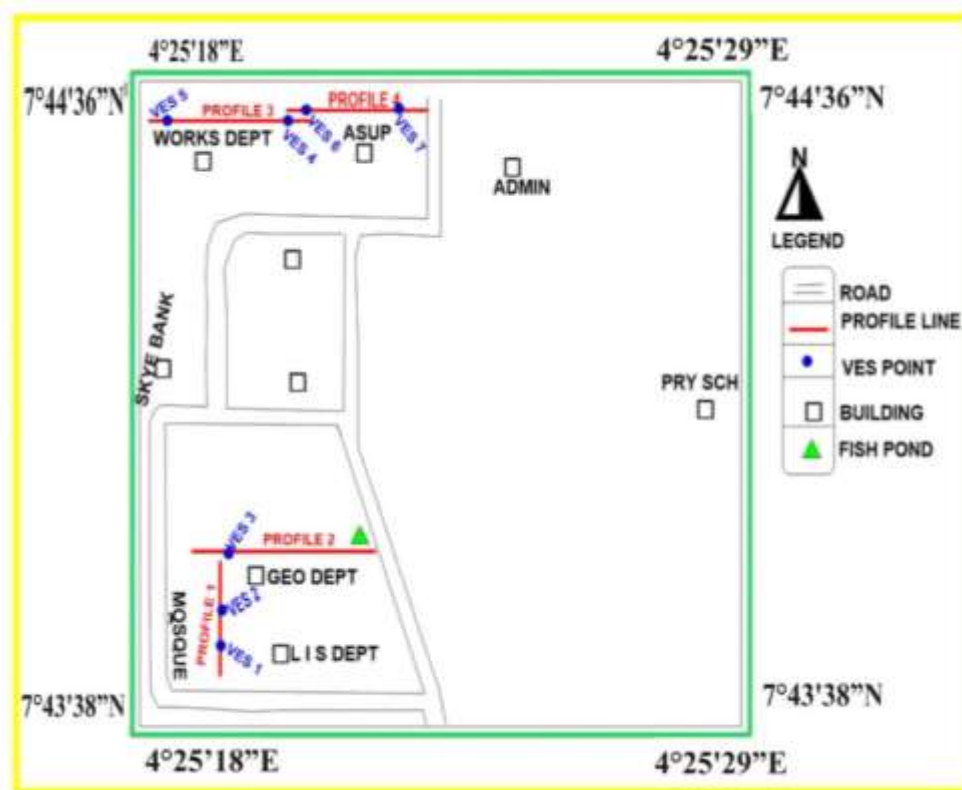 4°25'18"E
4°25'29”E
7°44'36”N
7°44'36”N
VES 5
PROFILE 3
PROFILE 4
WORKS DEPT
VES 4
VES 6
ASUP
VES 7
ADMIN
N
LEGEND
ROAD
PROFILE LINE
VES POINT
BUILDING
FISH POND
SKYE BANK
PRY SCH
VES 3
PROFILE 2
GEO DEPT
MOSQUE
PROFILE 1
VES 2
VES 1
L I S DEPT
7°43'38”N
7°43'38”N
4°25'18”E
4°25'29”E